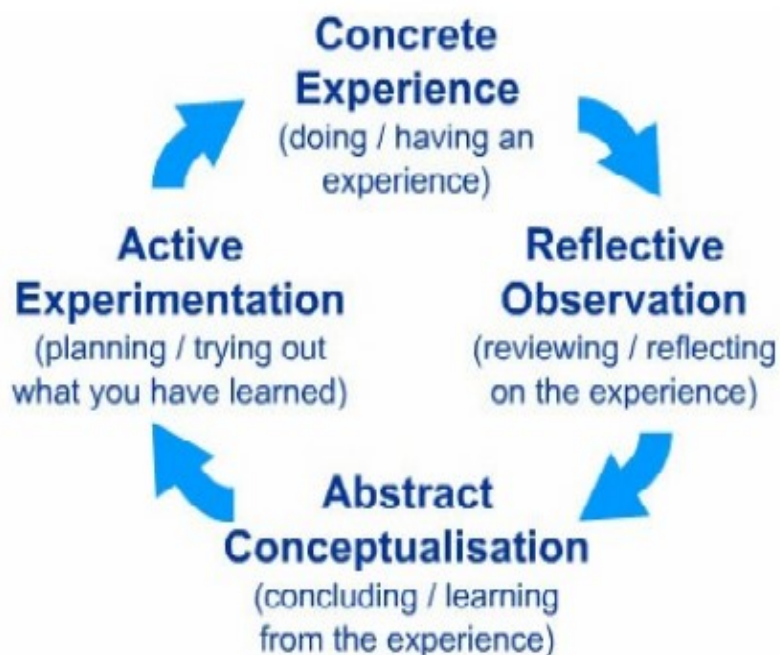 Concrete
Experience
(doing / having an
experience)
Reflective
Observation
(reviewing / reflecting
on the experience)
Abstract
Conceptualisation
(concluding / learning
from the experience)
Active
Experimentation
(planning / trying out
what you have learned)